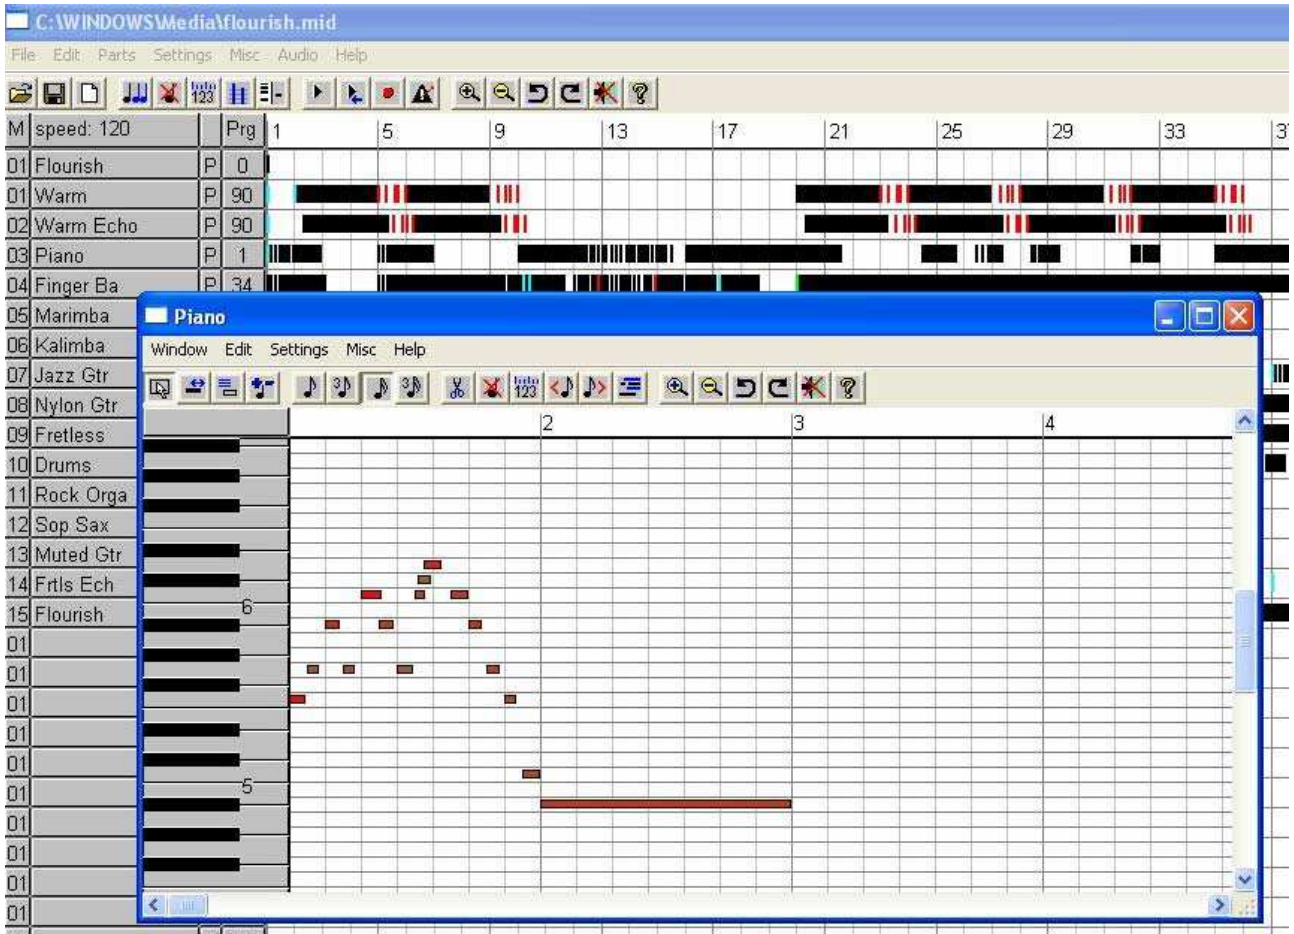 C:\WINDOWS\Media\flourish.mid
File Edit Parts Settings Misc Audio Help
123
M speed: 120 Prg 1 5 9 13 17 21 25 29 33
01 Flourish P 0
01 Warm P 90
02 Warm Echo P 90
03 Piano P 1
04 Finger Ba P 34
05 Marimba
06 Kalimba
07 Jazz Gtr
08 Nylon Gtr
09 Fretless
10 Drums
11 Rock Orga
12 Sop Sax
13 Muted Gtr
14 Frtls Ech
15 Flourish
01
01
01
01
01
01
01
01
01
01
Piano
Window Edit Settings Misc Help
3 3 123
2 3 4
6
5